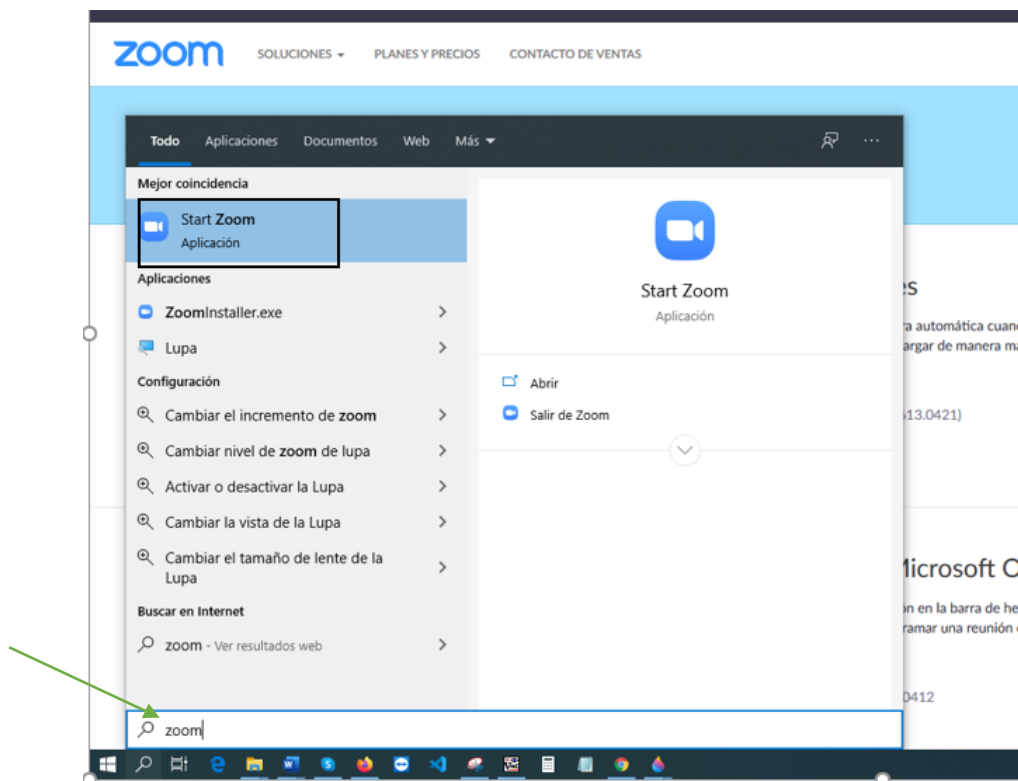 zoom
SOLUCIONES
PLANES Y PRECIOS
CONTACTO DE VENTAS
Todo
Aplicaciones
Documentos
Web
Más
Mejor coincidencia
Start Zoom
Aplicación
Aplicaciones
ZoomInstaller.exe
Lupa
Configuración
Cambiar el incremento de zoom
Cambiar nivel de zoom de lupa
Activar o desactivar la Lupa
Cambiar la vista de la Lupa
Cambiar el tamaño de lente de la
Lupa
Buscar en Internet
zoom - Ver resultados web
zoom
Start Zoom
Aplicación
Abrir
Salir de Zoom
es
ra automática cuan
argar de manera ma
613.0421)
Microsoft O
ón en la barra de he
ramar una reunión
0412